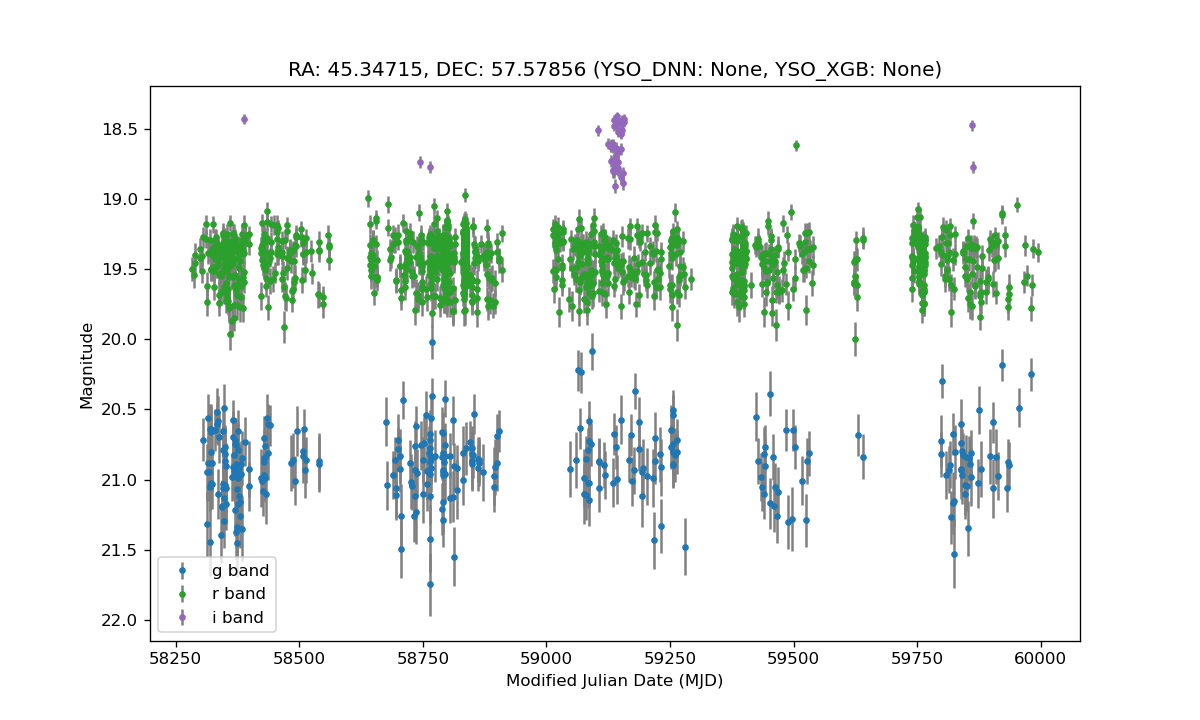 RA: 45.34715, DEC: 57.57856 (YSO_DNN: None, YSO_XGB: None)
Magnitude
18.5
19.0
19.5
20.0
20.5
21.0
21.5
22.0
g band
r band
i band
58250 58500 58750 59000 59250 59500 59750 60000
Modified Julian Date (MJD)